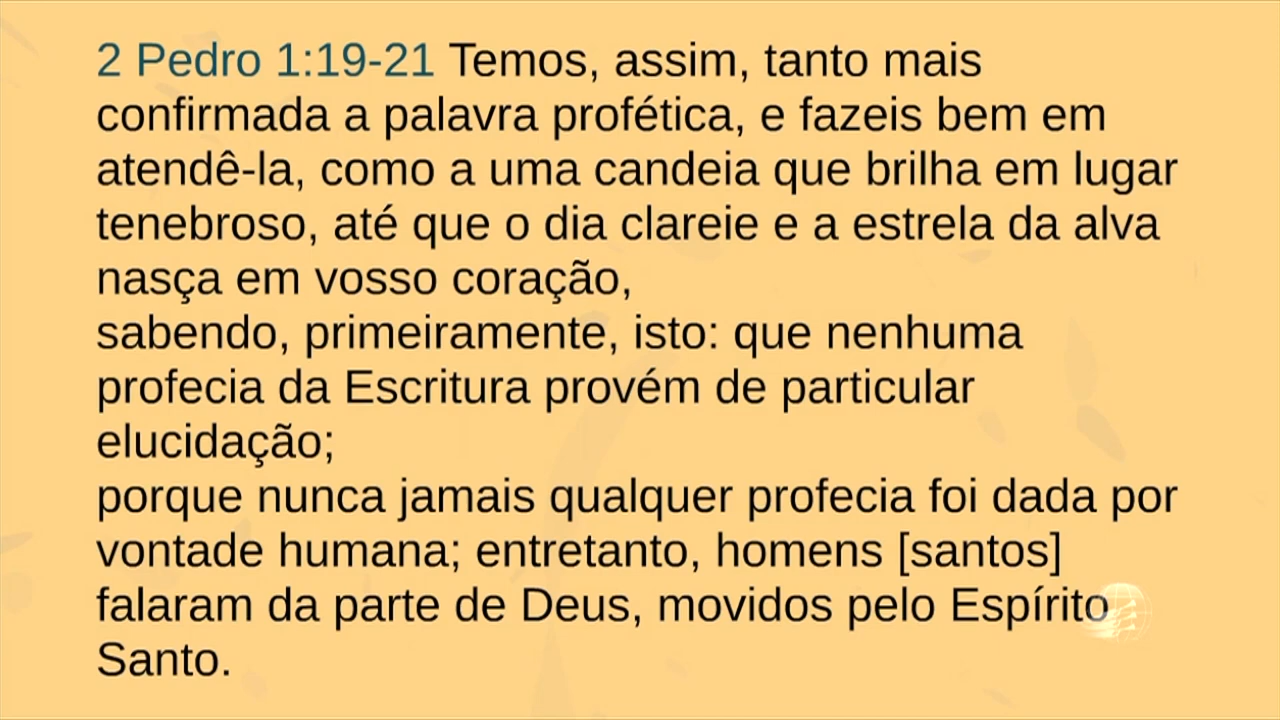 2 Pedro 1:19-21 Temos, assim, tanto mais
confirmada a palavra profética, e fazeis bem em
atendê-la, como a uma candeia que brilha em lugar
tenebroso, até que o dia clareie e a estrela da alva
nasça em vosso coração,
sabendo, primeiramente, isto: que nenhuma
profecia da Escritura provém de particular
elucidação;
porque nunca jamais qualquer profecia foi dada por
vontade humana; entretanto, homens [santos]
falaram da parte de Deus, movidos pelo Espírito
Santo.